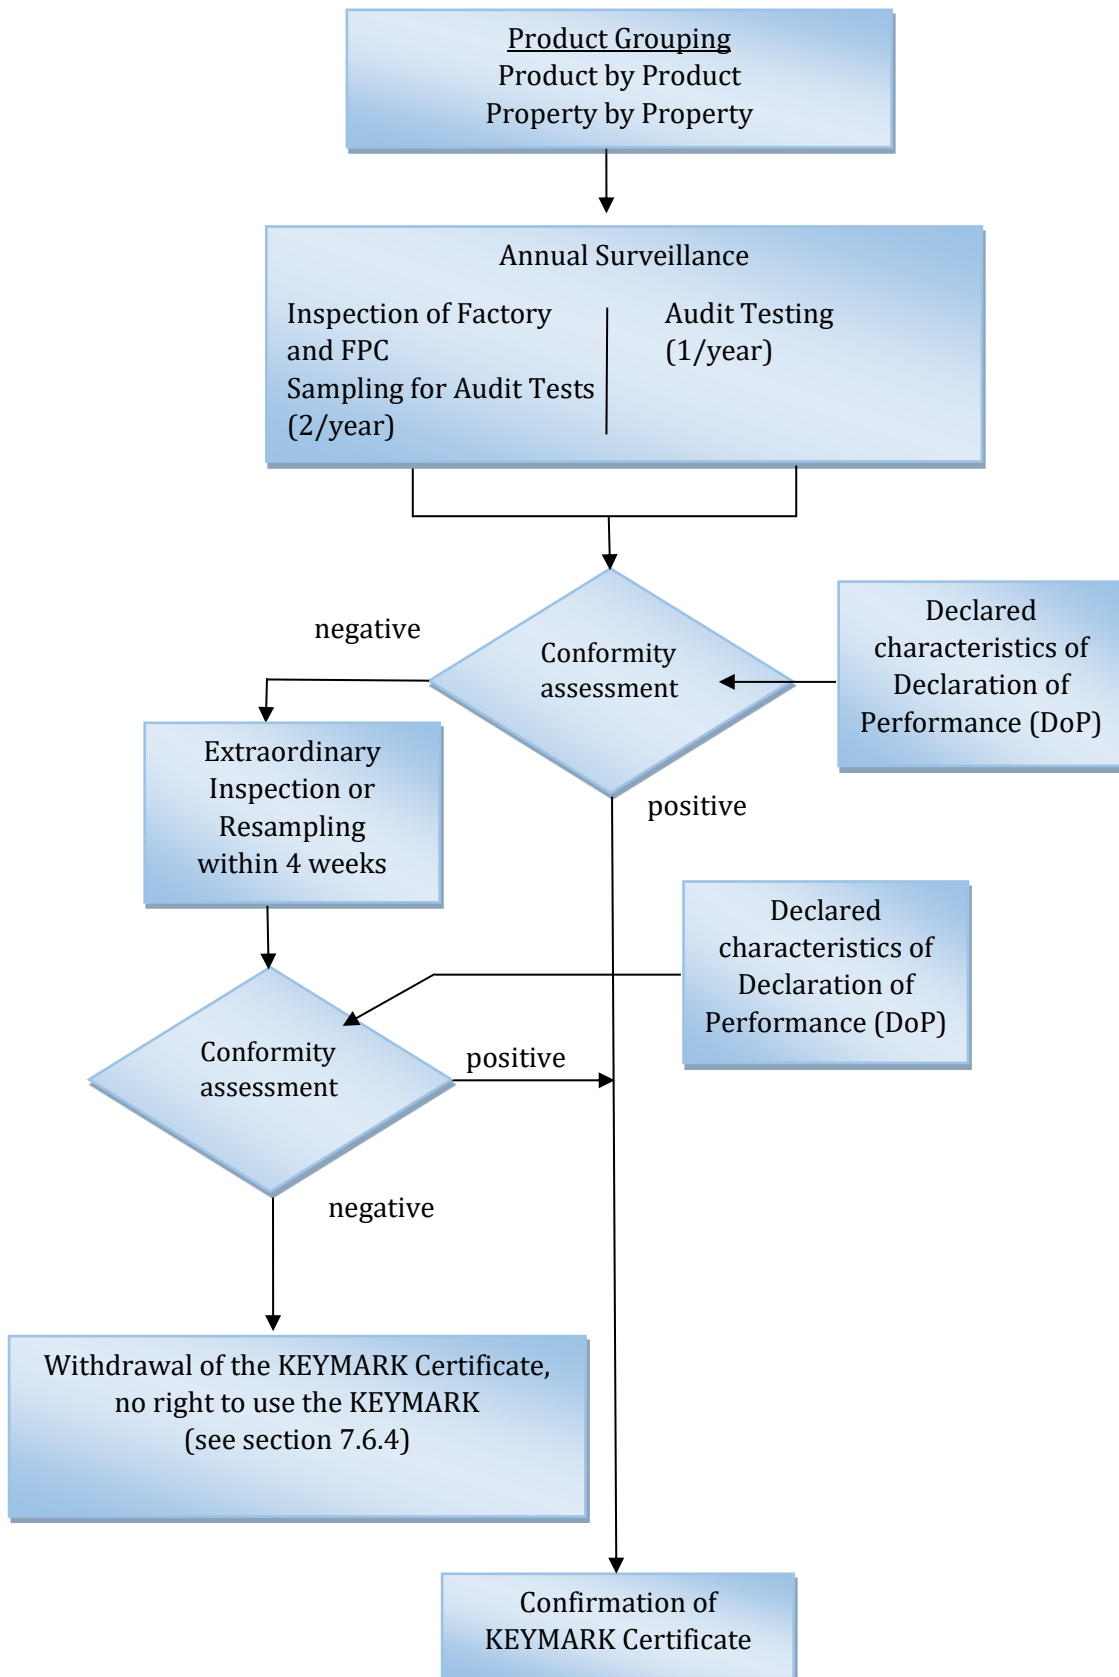 Product Grouping
Product by Product
Property by Property
Annual Surveillance
Inspection of Factory
and FPC
Sampling for Audit Tests
(2/year)
Audit Testing
(1/year)
negative
Conformity
assessment
Declared
characteristics of
Declaration of
Performance (DoP)
Extraordinary
Inspection or
Resampling
within 4 weeks
positive
Declared
characteristics of
Declaration of
Performance (DoP)
Conformity
assessment
positive
negative
Withdrawal of the KEYMARK Certificate,
no right to use the KEYMARK
(see section 7.6.4)
Confirmation of
KEYMARK Certificate